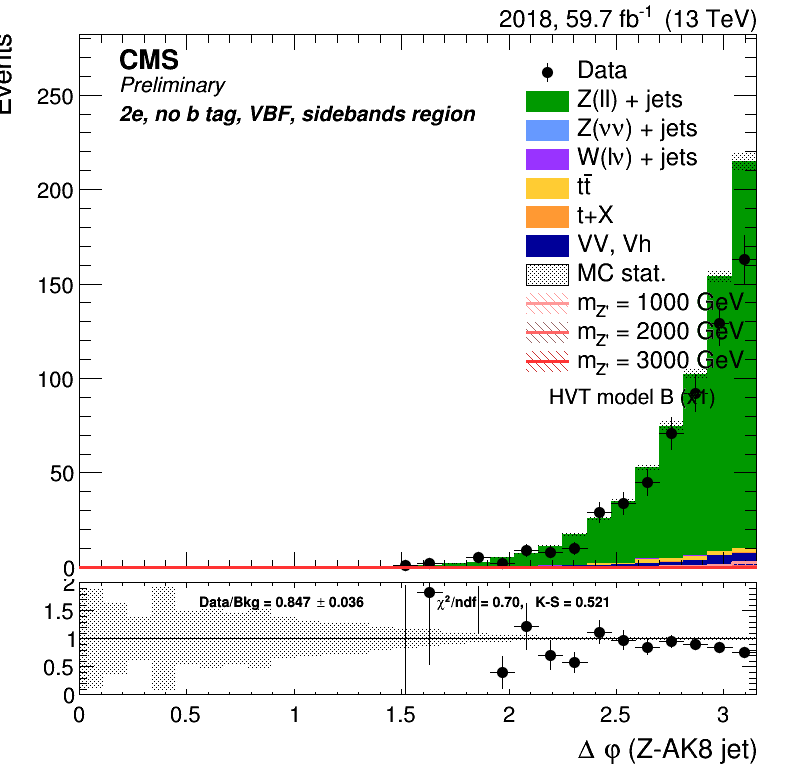 2018, 59.7 fb⁻¹ (13 TeV)
Events
CMS
Preliminary
2e, no b tag, VBF, sidebands region
Data
Z(ll) + jets
Z(νν) + jets
W(lν) + jets
tt̄
t+X
VV, Vh
MC stat.
m_Z' = 1000 GeV
m_Z' = 2000 GeV
m_Z' = 3000 GeV
HVT model B (x1)
250
200
150
100
50
0
Data/Bkg = 0.847 ± 0.036
χ²/ndf = 0.70, K-S = 0.521
2
1.5
1
0.5
0
0 0.5 1 1.5 2 2.5 3
Δ φ (Z-AK8 jet)